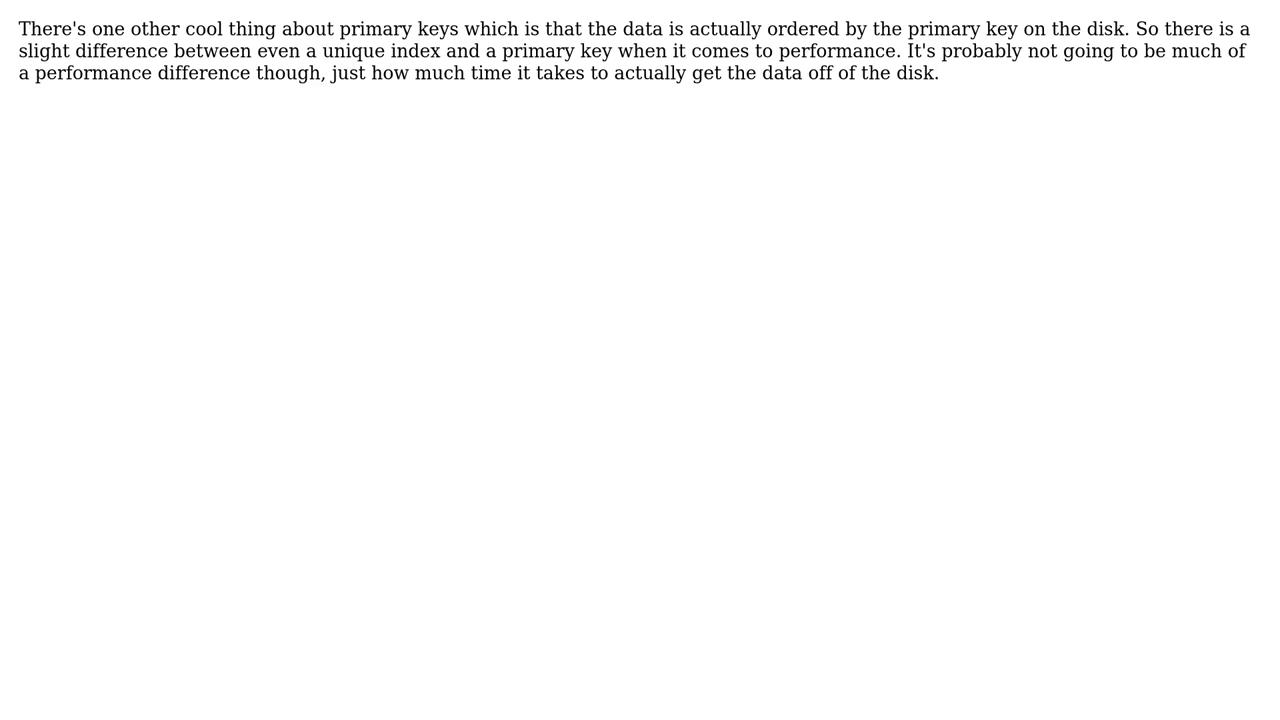 There's one other cool thing about primary keys which is that the data is actually ordered by the primary key on the disk. So there is a
slight difference between even a unique index and a primary key when it comes to performance. It's probably not going to be much of
a performance difference though, just how much time it takes to actually get the data off of the disk.